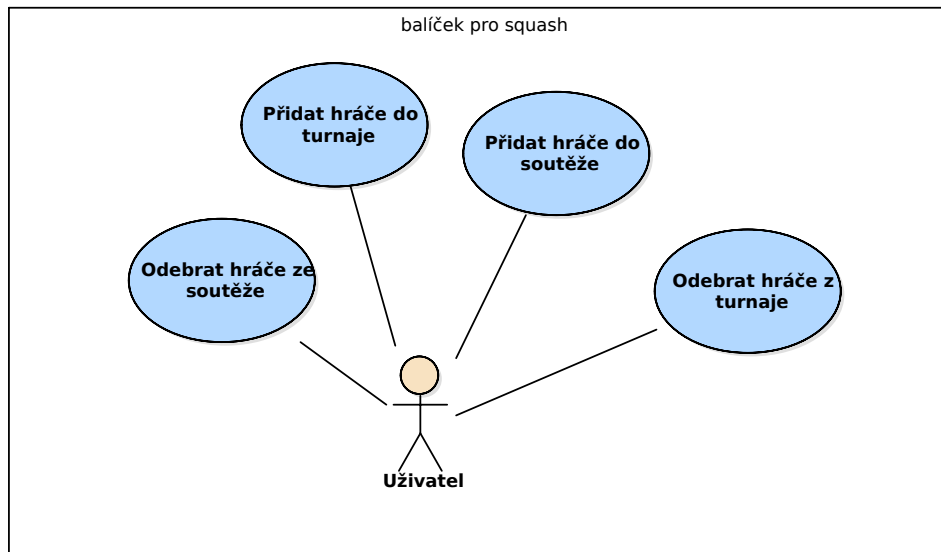 balíček pro squash
Přidat hráče do
turnaje
Přidat hráče do
soutěže
Odebrat hráče ze
soutěže
Odebrat hráče z
turnaje
Uživatel